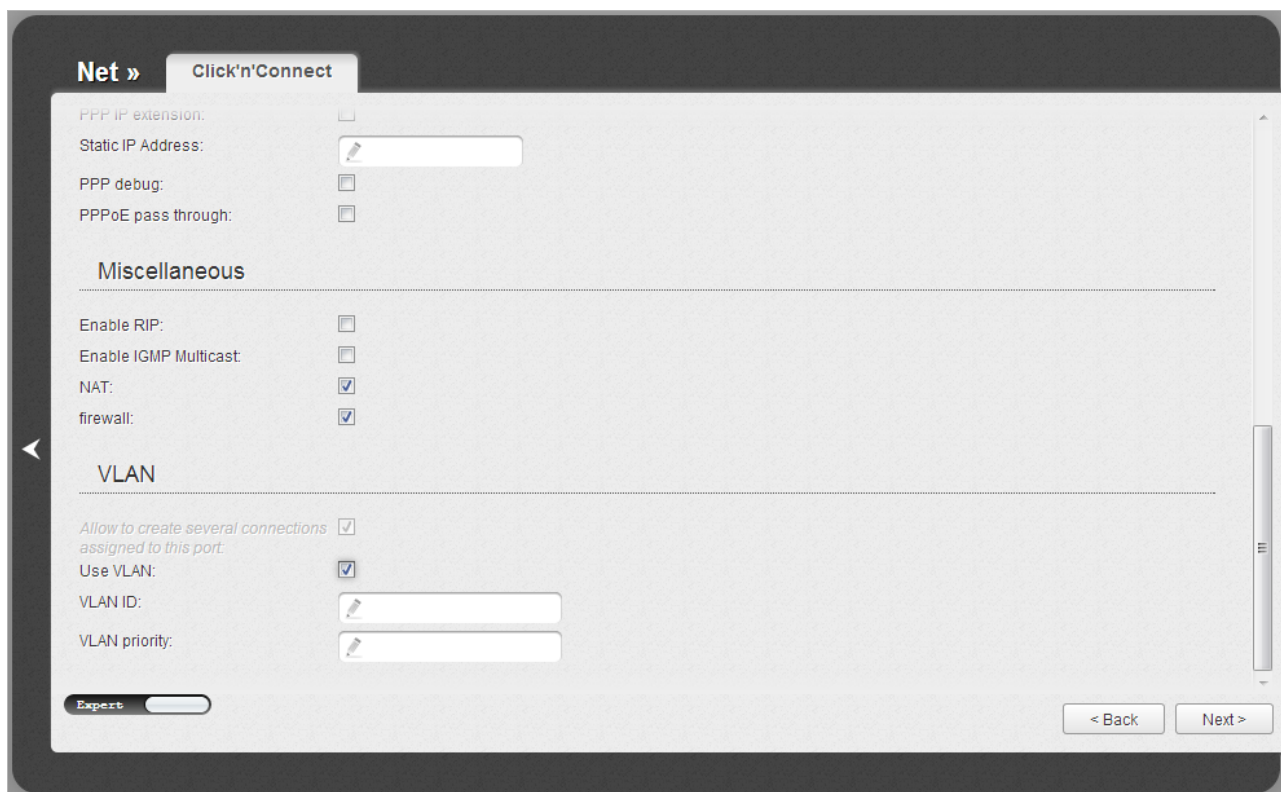 Net »
Click'n'Connect
PPP IP extension:
Static IP Address:
PPP debug:
PPPoE pass through:
Miscellaneous
Enable RIP:
Enable IGMP Multicast:
NAT:
firewall:
VLAN
Allow to create several connections
assigned to this port:
Use VLAN:
VLAN ID:
VLAN priority:
Expert
< Back
Next >